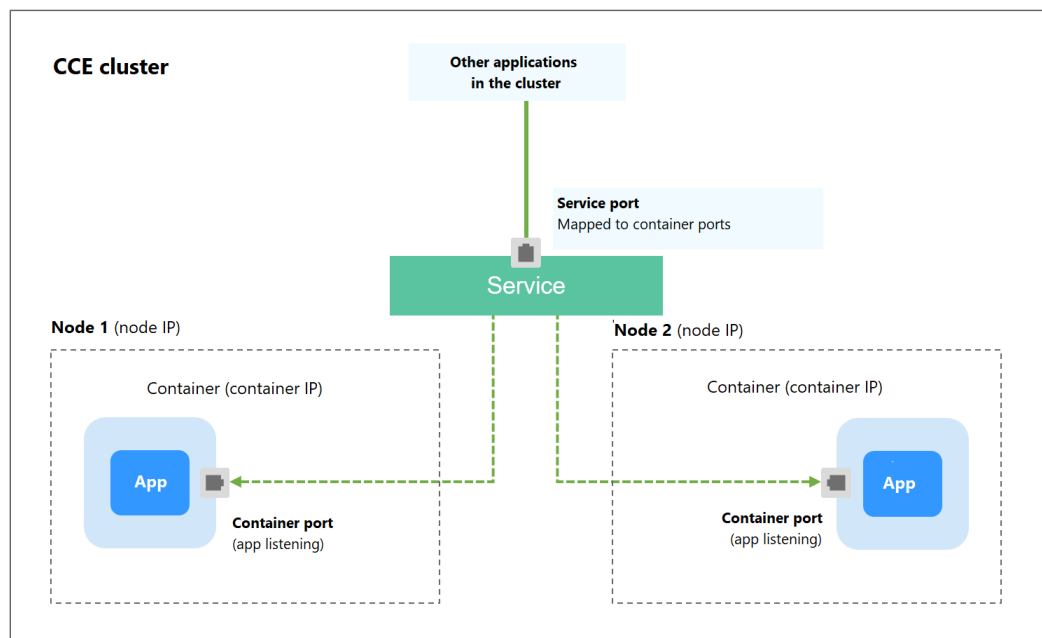 CCE cluster
Other applications
in the cluster
Service port
Mapped to container ports
Service
Node 1 (node IP)
Node 2 (node IP)
Container (container IP)
Container (container IP)
App
App
Container port
(app listening)
Container port
(app listening)